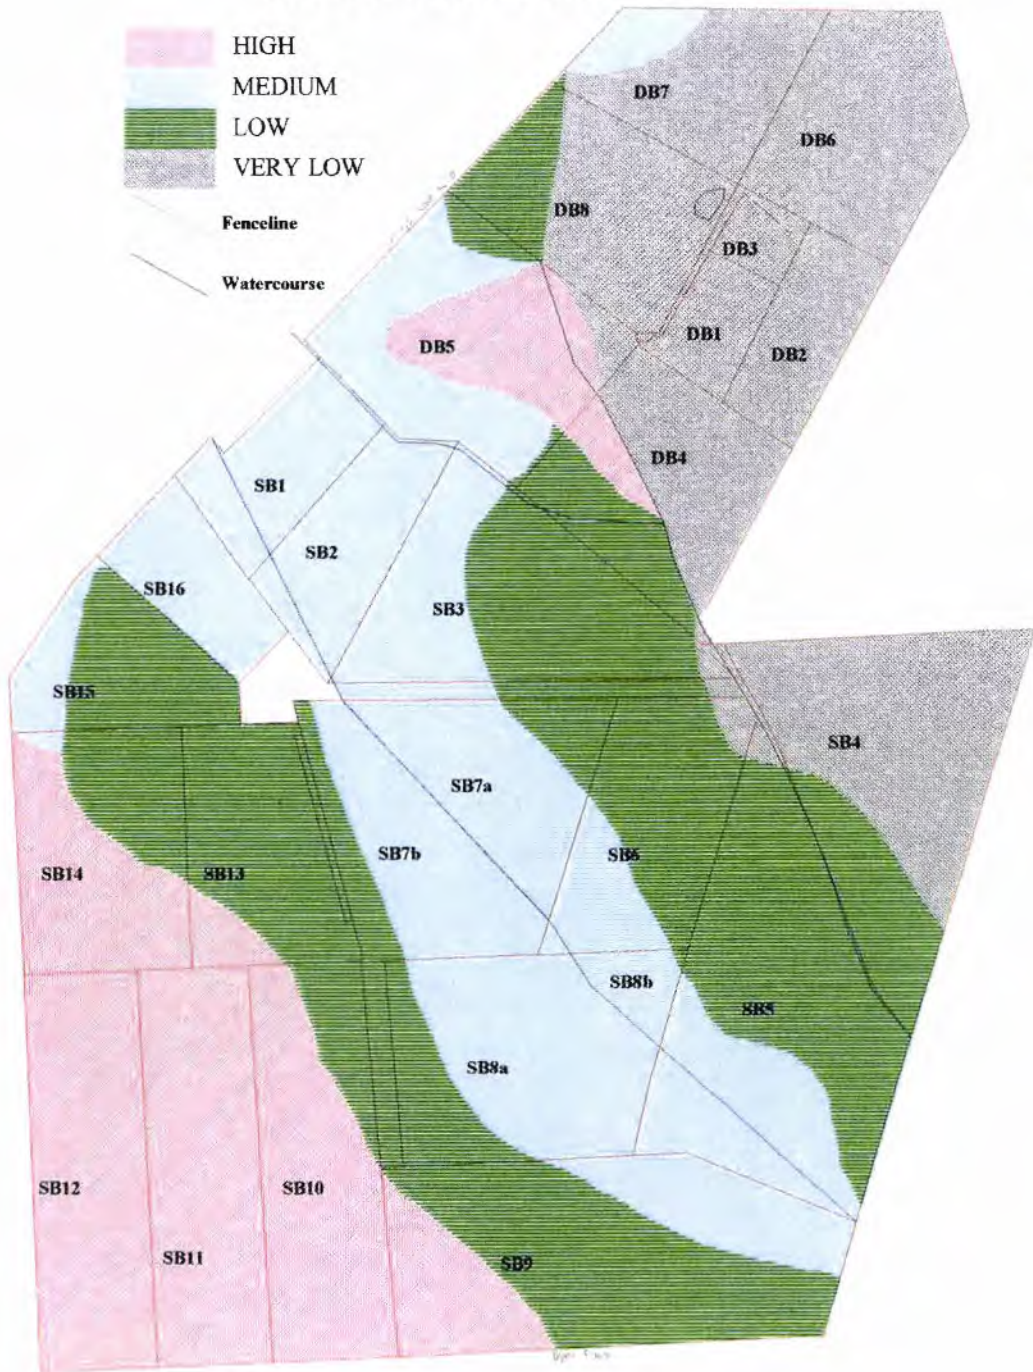 HIGH
MEDIUM
LOW
VERY LOW
Fenceline
Watercourse
DB7
DB6
DB8
DB3
DB1
DB2
DB5
DB4
SB1
SB2
SB16
SB3
SB15
SB4
SB7a
SB7b
SB6
SB14
SB13
SB8b
SB5
SB8a
SB12
SB10
SB11
SB9